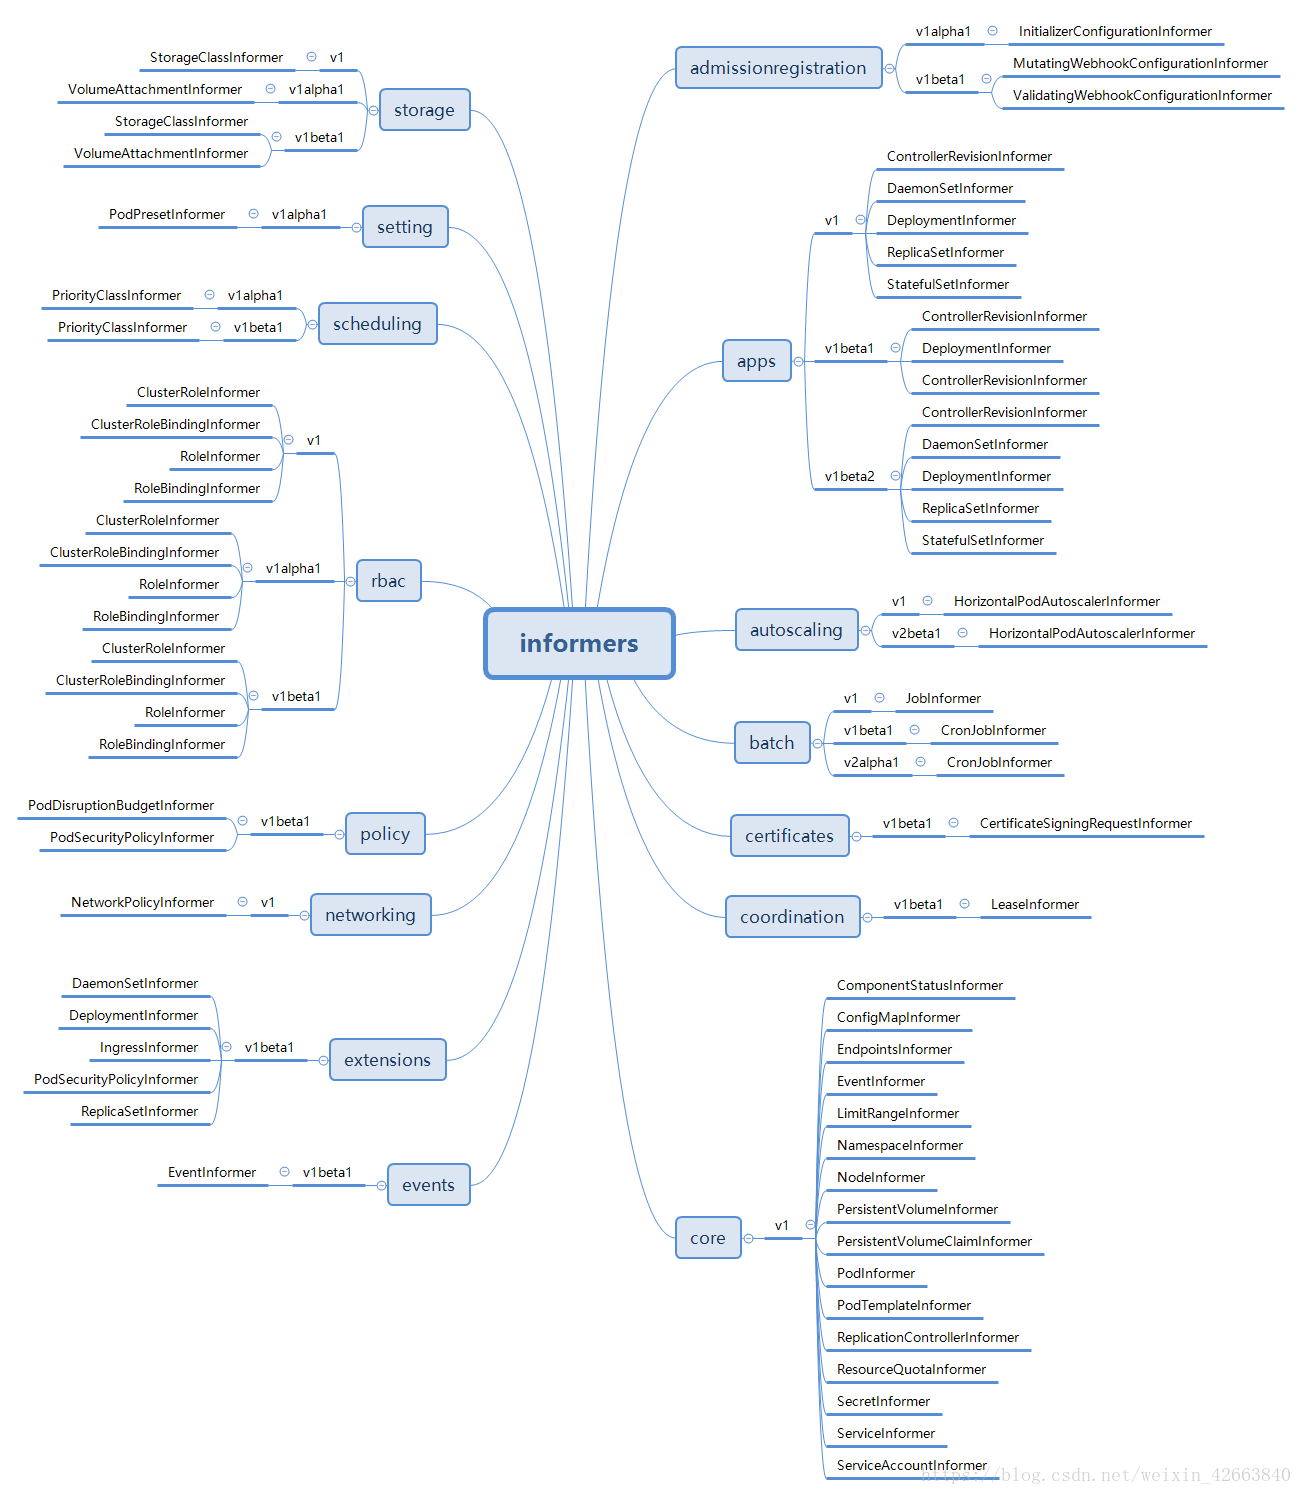 informers
admissionregistration
v1alpha1
InitializerConfigurationInformer
v1beta1
MutatingWebhookConfigurationInformer
ValidatingWebhookConfigurationInformer
apps
v1
ControllerRevisionInformer
DaemonSetInformer
DeploymentInformer
ReplicaSetInformer
StatefulSetInformer
v1beta1
ControllerRevisionInformer
DeploymentInformer
ControllerRevisionInformer
v1beta2
ControllerRevisionInformer
DaemonSetInformer
DeploymentInformer
ReplicaSetInformer
StatefulSetInformer
autoscaling
v1
HorizontalPodAutoscalerInformer
v2beta1
HorizontalPodAutoscalerInformer
batch
v1
JobInformer
v1beta1
CronJobInformer
v2alpha1
CronJobInformer
certificates
v1beta1
CertificateSigningRequestInformer
coordination
v1beta1
LeaseInformer
core
v1
ComponentStatusInformer
ConfigMapInformer
EndpointsInformer
EventInformer
LimitRangeInformer
NamespaceInformer
NodeInformer
PersistentVolumeInformer
PersistentVolumeClaimInformer
PodInformer
PodTemplateInformer
ReplicationControllerInformer
ResourceQuotaInformer
SecretInformer
ServiceInformer
ServiceAccountInformer
storage
v1
StorageClassInformer
v1alpha1
VolumeAttachmentInformer
v1beta1
StorageClassInformer
VolumeAttachmentInformer
setting
v1alpha1
PodPresetInformer
scheduling
v1alpha1
PriorityClassInformer
v1beta1
PriorityClassInformer
rbac
v1
ClusterRoleInformer
ClusterRoleBindingInformer
RoleInformer
RoleBindingInformer
v1alpha1
ClusterRoleInformer
ClusterRoleBindingInformer
RoleInformer
RoleBindingInformer
v1beta1
ClusterRoleInformer
ClusterRoleBindingInformer
RoleInformer
RoleBindingInformer
policy
v1beta1
PodDisruptionBudgetInformer
PodSecurityPolicyInformer
networking
v1
NetworkPolicyInformer
extensions
v1beta1
DaemonSetInformer
DeploymentInformer
IngressInformer
PodSecurityPolicyInformer
ReplicaSetInformer
events
v1beta1
EventInformer
https://blog.csdn.net/weixin_42663840